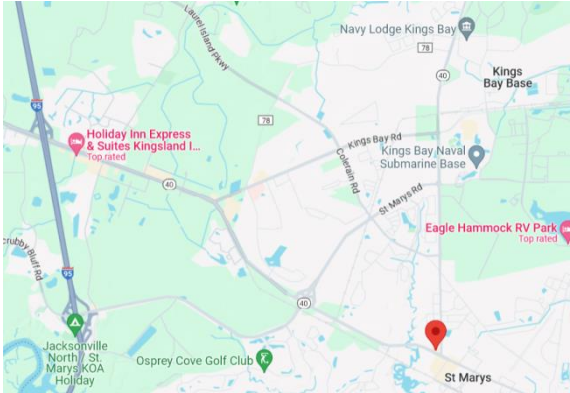 Laurel Island Pkwy
Navy Lodge Kings Bay
78
40
Kings
Bay Base
95
Holiday Inn Express
& Suites Kingsland I...
Top rated
78
Kings Bay Rd
Kings Bay Naval
Submarine Base
Colerain Rd
40
St Marys Rd
Eagle Hammock RV Park
Top rated
crubby Bluff Rd
95
40
Jacksonville
North / St.
Marys KOA
Holiday
Osprey Cove Golf Club
St Marys